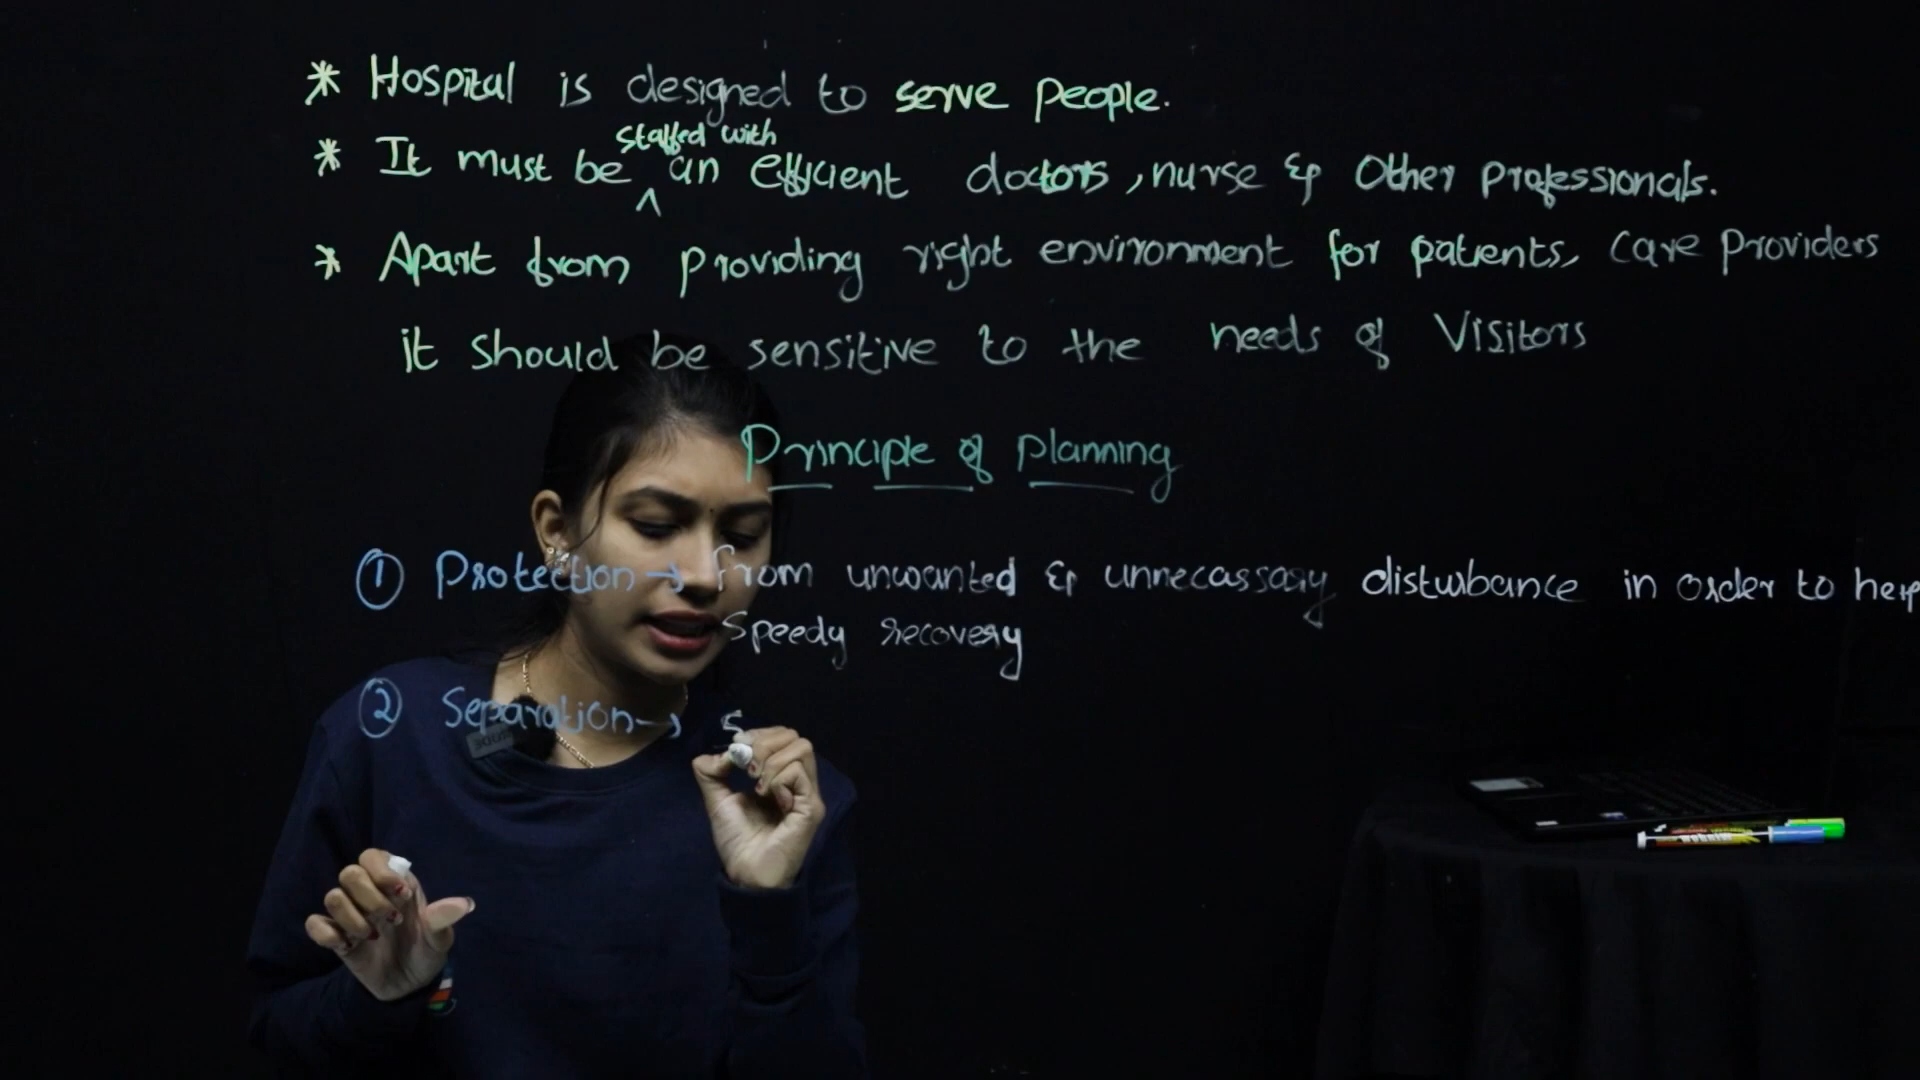 * Hospital is designed to serve people.
staffed with
* It must be ^ an efficient doctors, nurse & Other professionals.
* Apart from providing right environment for patients, Care Providers
it should be sensitive to the needs of Visitors
Principle of planning
① Protection → from unwanted & unnecassary disturbance in order to help
Speedy recovery
② Separation → S